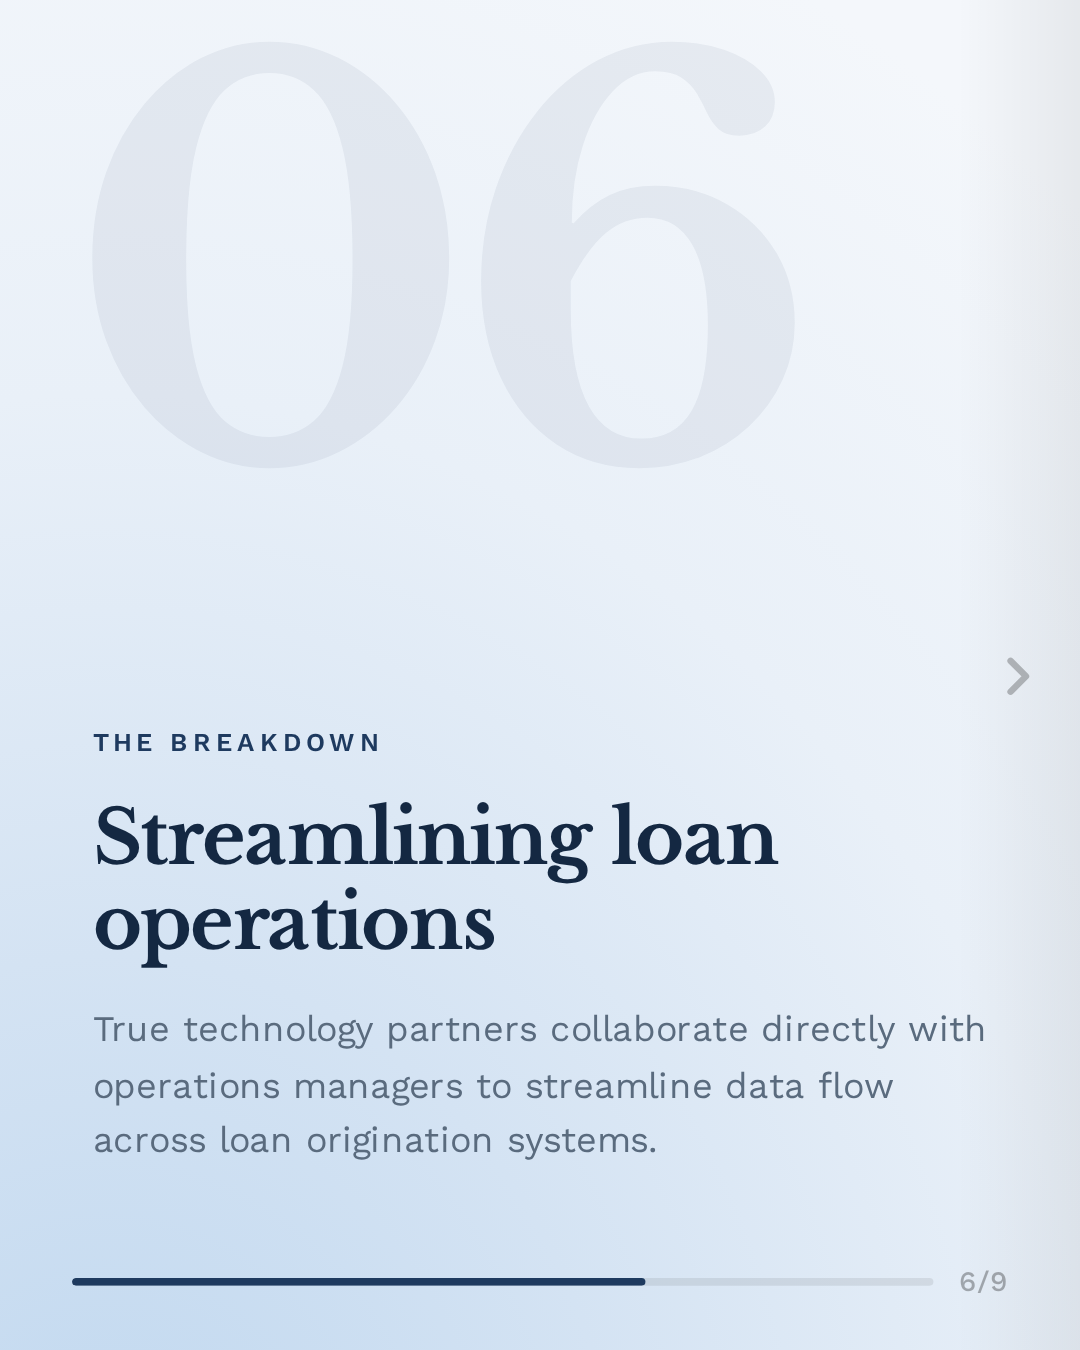 06
THE BREAKDOWN
Streamlining loan
operations
True technology partners collaborate directly with
operations managers to streamline data flow
across loan origination systems.
6/9